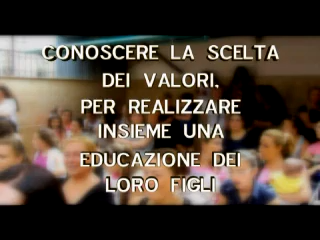 CONOSCERE LA SCELTA
DEI VALORI,
PER REALIZZARE
INSIEME UNA
EDUCAZIONE DEI
LORO FIGLI